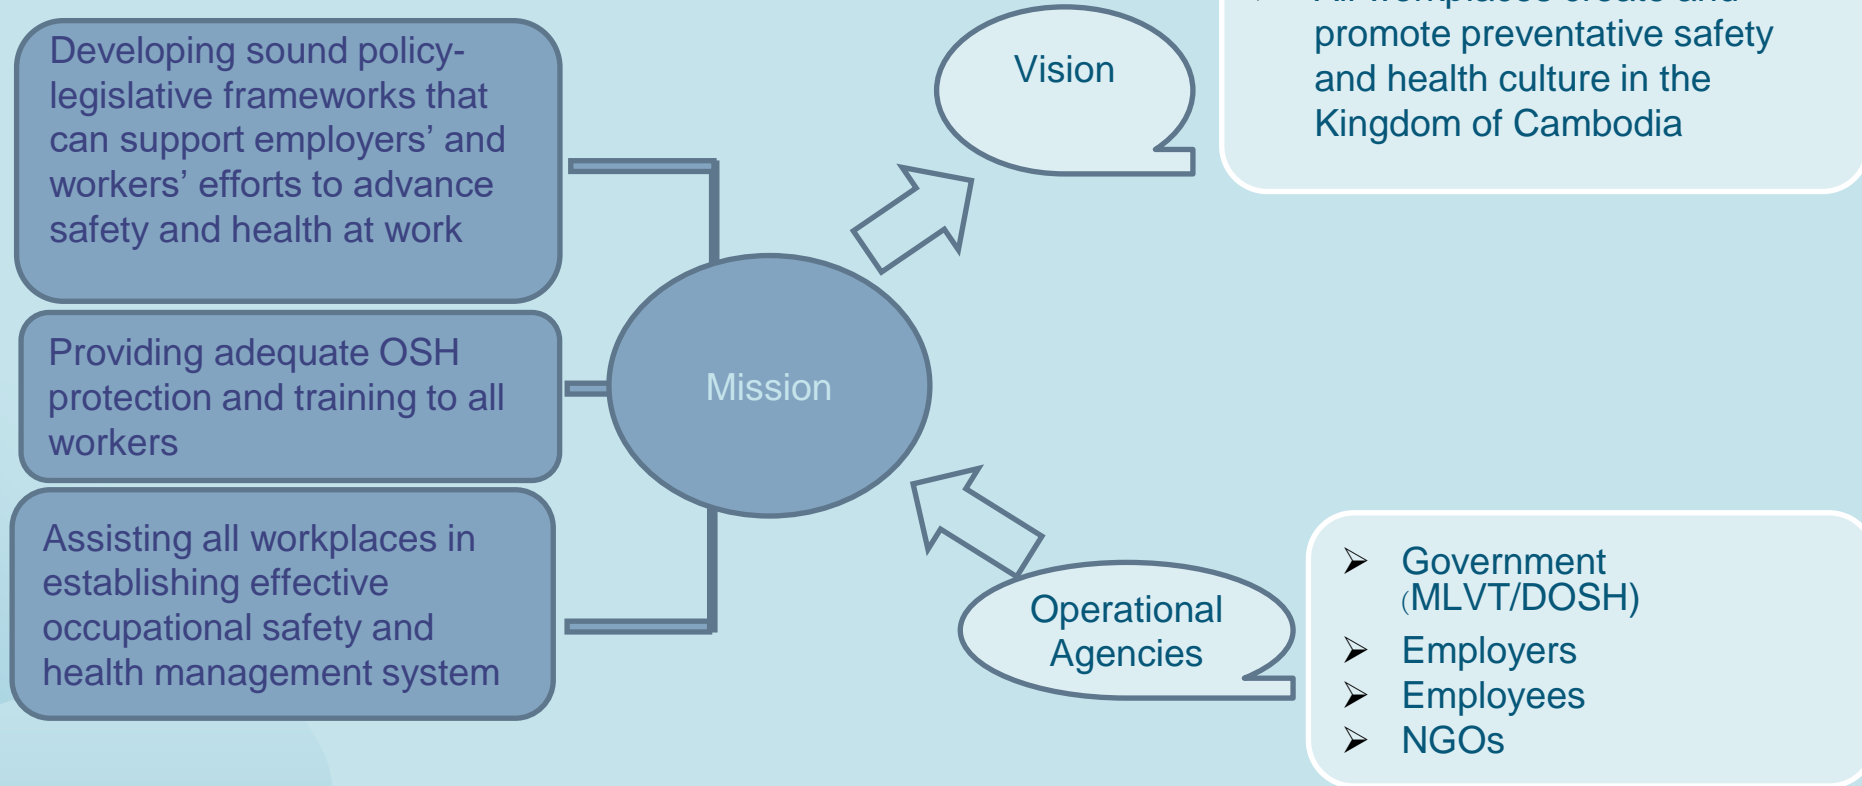 promote preventative safety
and health culture in the
Kingdom of Cambodia
Vision
Developing sound policy-
legislative frameworks that
can support employers’ and
workers’ efforts to advance
safety and health at work
Providing adequate OSH
protection and training to all
workers
Mission
Assisting all workplaces in
establishing effective
occupational safety and
health management system
Operational
Agencies
➢ Government
(MLVT/DOSH)
➢ Employers
➢ Employees
➢ NGOs